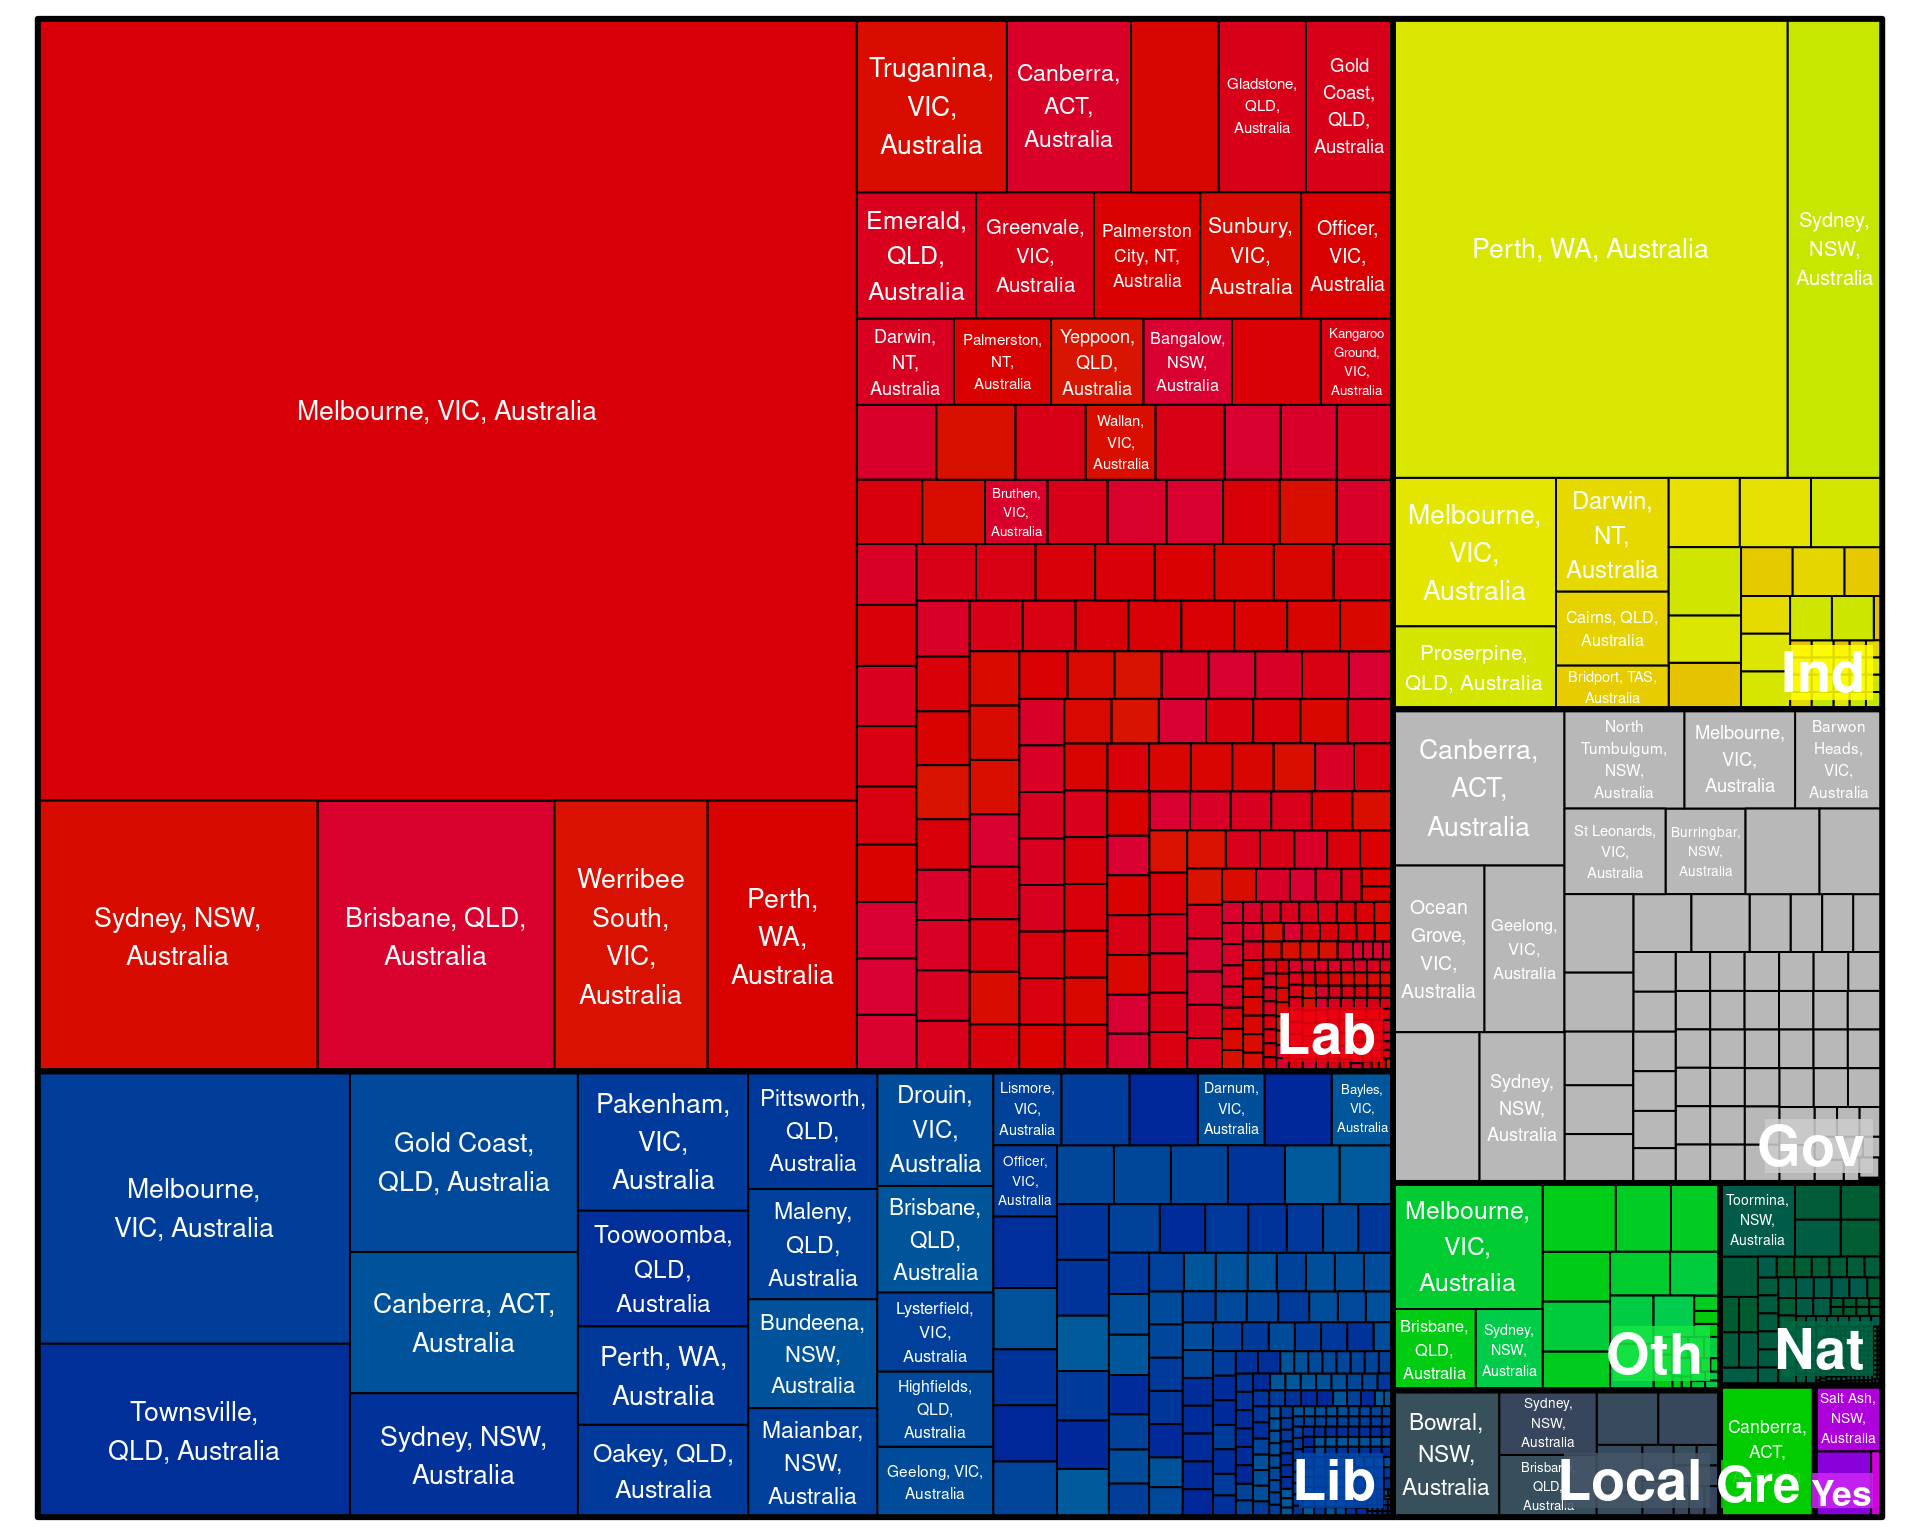 Melbourne, VIC, Australia
Sydney, NSW,
Australia
Brisbane, QLD,
Australia
Werribee
South,
VIC,
Australia
Perth,
WA,
Australia
Truganina,
VIC,
Australia
Canberra,
ACT,
Australia
Gladstone,
QLD,
Australia
Gold
Coast,
QLD,
Australia
Emerald,
QLD,
Australia
Greenvale,
VIC,
Australia
Palmerston
City, NT,
Australia
Sunbury,
VIC,
Australia
Officer,
VIC,
Australia
Darwin,
NT,
Australia
Palmerston,
NT,
Australia
Yeppoon,
QLD,
Australia
Bangalow,
NSW,
Australia
Kangaroo
Ground,
VIC,
Australia
Wallan,
VIC,
Australia
Bruthen,
VIC,
Australia
Lab
Perth, WA, Australia
Sydney,
NSW,
Australia
Melbourne,
VIC,
Australia
Darwin,
NT,
Australia
Cairns, QLD,
Australia
Proserpine,
QLD, Australia
Bridport, TAS,
Australia
Ind
Canberra,
ACT,
Australia
North
Tumbulgum,
NSW,
Australia
Melbourne,
VIC,
Australia
Barwon
Heads,
VIC,
Australia
St Leonards,
VIC,
Australia
Burringbar,
NSW,
Australia
Ocean
Grove,
VIC,
Australia
Geelong,
VIC,
Australia
Sydney,
NSW,
Australia
Gov
Melbourne,
VIC, Australia
Townsville,
QLD, Australia
Gold Coast,
QLD, Australia
Canberra, ACT,
Australia
Sydney, NSW,
Australia
Pakenham,
VIC,
Australia
Toowoomba,
QLD,
Australia
Perth, WA,
Australia
Oakey, QLD,
Australia
Pittsworth,
QLD,
Australia
Maleny,
QLD,
Australia
Bundeena,
NSW,
Australia
Maianbar,
NSW,
Australia
Drouin,
VIC,
Australia
Brisbane,
QLD,
Australia
Lysterfield,
VIC,
Australia
Highfields,
QLD,
Australia
Geelong, VIC,
Australia
Lismore,
VIC,
Australia
Darnum,
VIC,
Australia
Bayles,
VIC,
Australia
Officer,
VIC,
Australia
Lib
Melbourne,
VIC,
Australia
Brisbane,
QLD,
Australia
Sydney,
NSW,
Australia
Oth
Toormina,
NSW,
Australia
Nat
Bowral,
NSW,
Australia
Sydney,
NSW,
Australia
Brisbane,
QLD,
Australia
Local
Canberra,
ACT,
Gre
Salt Ash,
NSW,
Australia
Yes